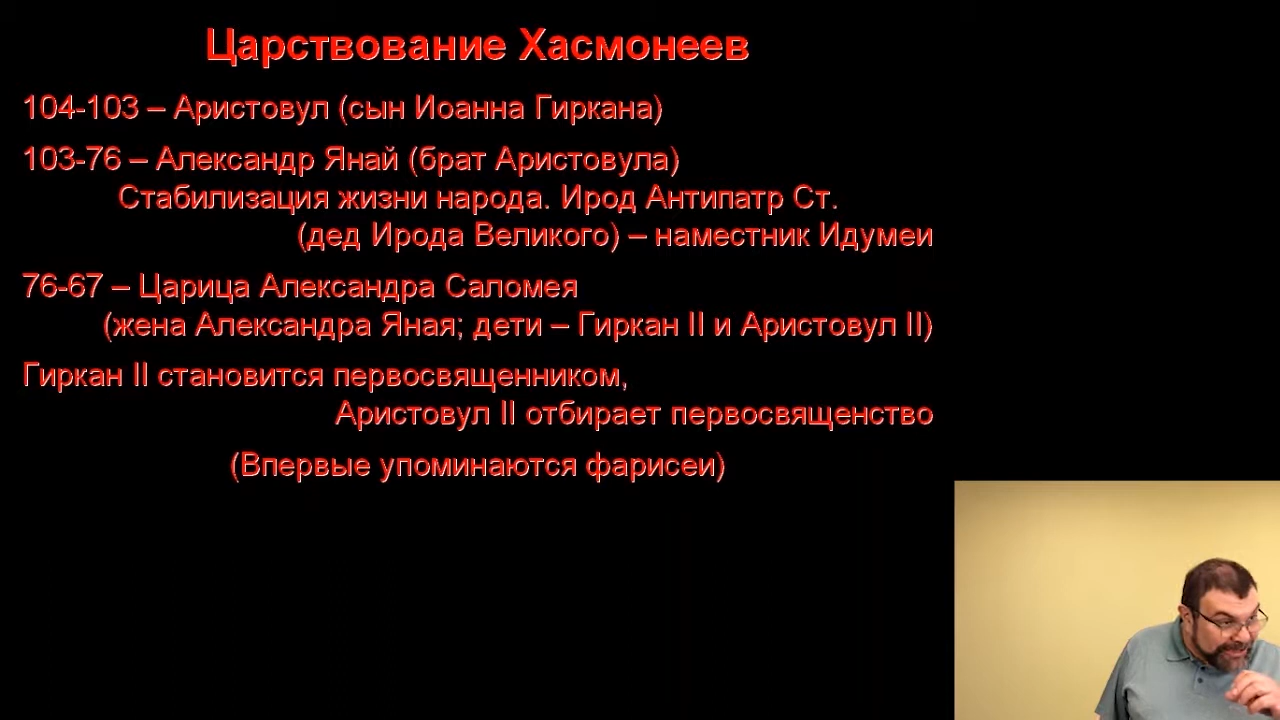 Царствование Хасмонеев
104-103 – Аристовул (сын Иоанна Гиркана)
103-76 – Александр Янай (брат Аристовула)
Стабилизация жизни народа. Ирод Антипатр Ст.
(дед Ирода Великого) – наместник Идумеи
76-67 – Царица Александра Саломея
(жена Александра Яная; дети – Гиркан II и Аристовул II)
Гиркан II становится первосвященником,
Аристовул II отбирает первосвященство
(Впервые упоминаются фарисеи)